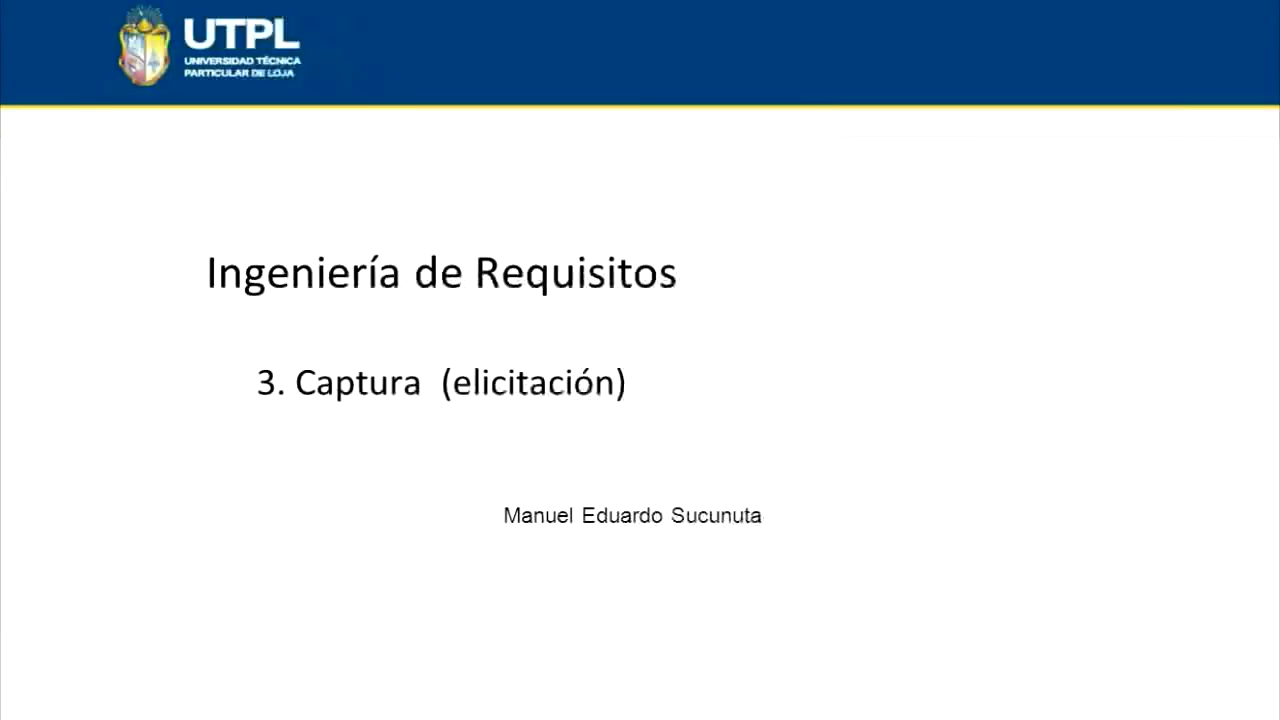 UTPL
UNIVERSIDAD TÉCNICA
PARTICULAR DE LOJA
Ingeniería de Requisitos
3. Captura (elicitación)
Manuel Eduardo Sucunuta